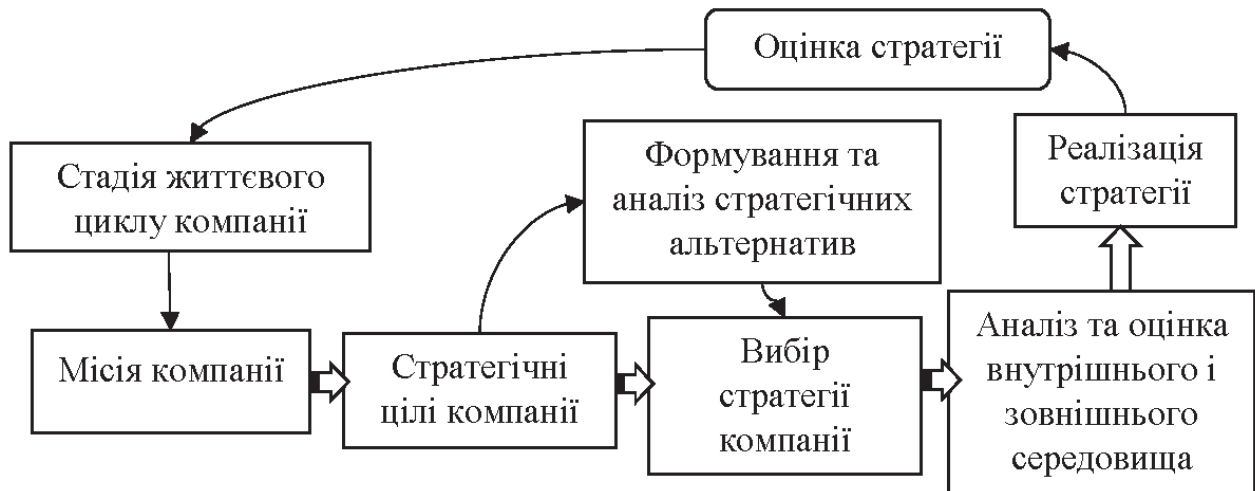 Оцінка стратегії
Стадія життєвого
циклу компанії
Формування та
аналіз стратегічних
альтернатив
Реалізація
стратегії
Місія компанії
Стратегічні
цілі компанії
Вибір
стратегії
компанії
Аналіз та оцінка
внутрішнього і
зовнішнього
середовища